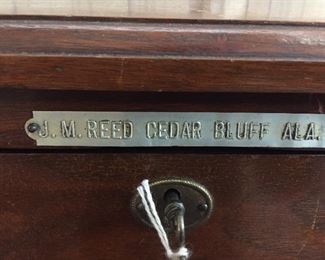 J. M. REED CEDAR BLUFF ALA.